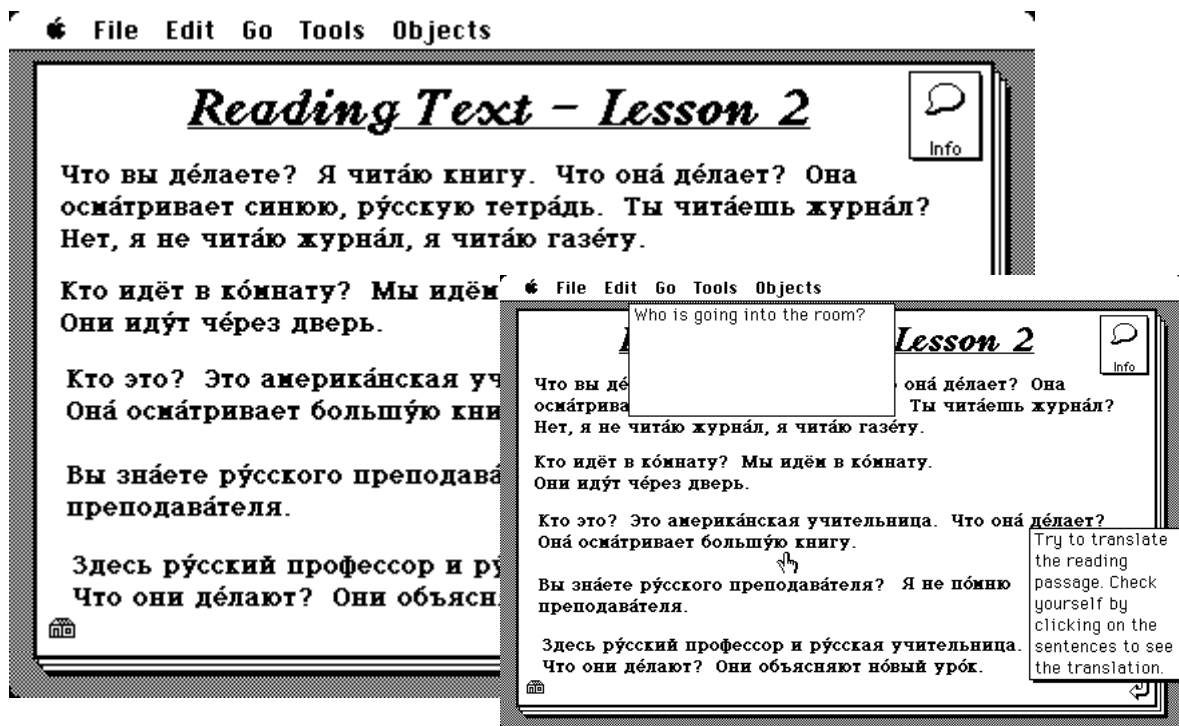 File Edit Go Tools Objects
Reading Text – Lesson 2
Info
Что вы де́лаете? Я чита́ю книгу. Что она́ де́лает? Она
осма́тривает синюю, ру́сскую тетра́дь. Ты чита́ешь журна́л?
Нет, я не чита́ю журна́л, я чита́ю газе́ту.
Кто идёт в ко́мнату? Мы идём
Они иду́т че́рез дверь.
Кто это? Это америка́нская уч
Она́ осма́тривает большу́ю кни
Вы зна́ете ру́сского преподава́
преподава́теля.
Здесь ру́сский профессор и ру́
Что они де́лают? Они объясн
File Edit Go Tools Objects
Who is going into the room?
Lesson 2
Info
Что вы де́ она́ де́лает? Она
осма́трива Ты чита́ешь журна́л?
Нет, я не чита́ю журна́л, я чита́ю газе́ту.
Кто идёт в ко́мнату? Мы идём в ко́мнату.
Они иду́т че́рез дверь.
Кто это? Это америка́нская учительница. Что она́ де́лает?
Она́ осма́тривает большу́ю книгу.
Вы зна́ете ру́сского преподава́теля? Я не по́мню
преподава́теля.
Здесь ру́сский профессор и ру́сская учительница.
Что они де́лают? Они объясняют но́вый уро́к.
Try to translate
the reading
passage. Check
yourself by
clicking on the
sentences to see
the translation.